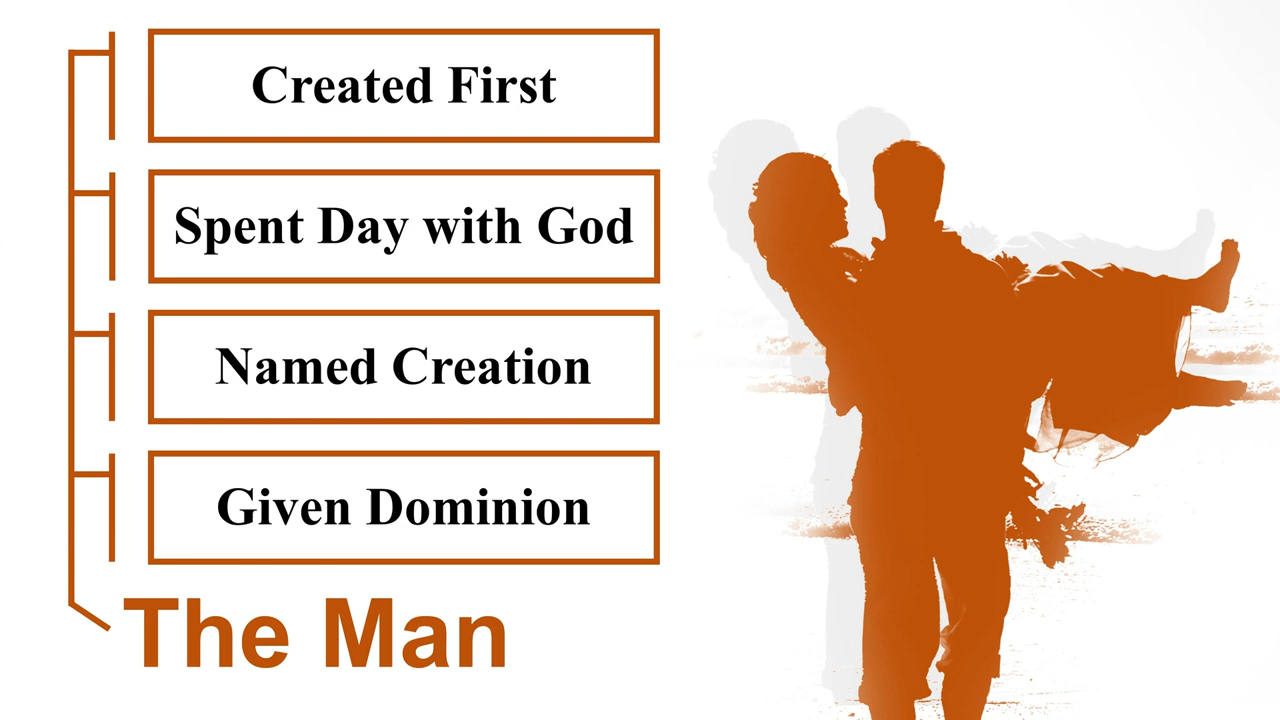 Created First
Spent Day with God
Named Creation
Given Dominion
The Man